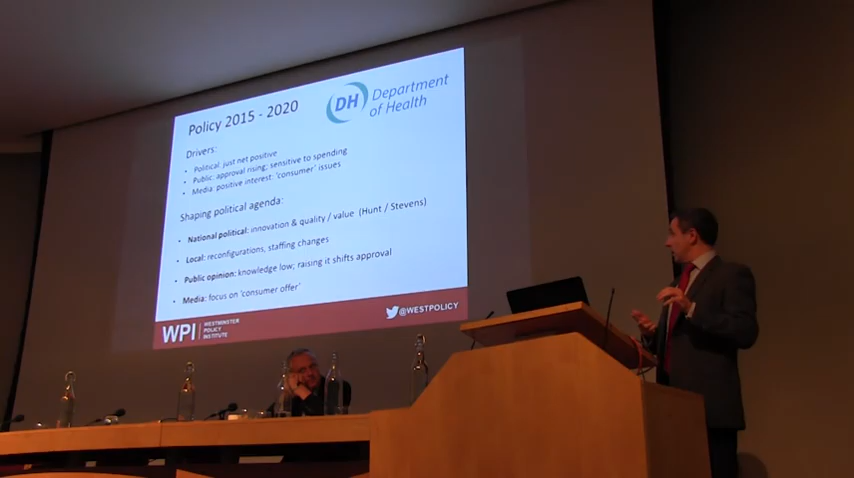 Policy 2015 - 2020
DH
Department
of Health
Drivers:
• Political: just net positive
• Public: approval rising; sensitive to spending
• Media: positive interest: 'consumer' issues
Shaping political agenda:
• National political: innovation & quality / value (Hunt / Stevens)
• Local: reconfigurations, staffing changes
• Public opinion: knowledge low; raising it shifts approval
• Media: focus on 'consumer offer'
WPI
WESTMINSTER
POLICY
INSTITUTE
@WESTPOLICY